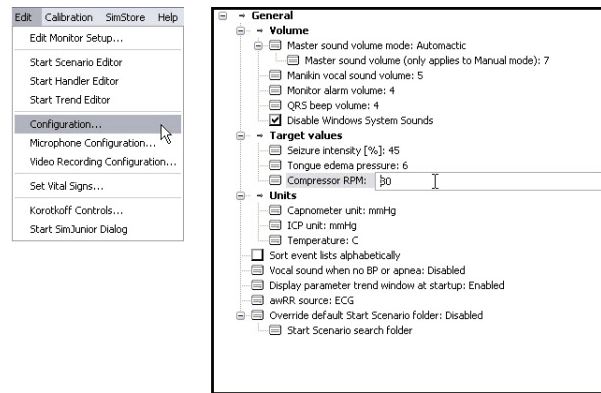 Edit Calibration SimStore Help
Edit Monitor Setup...
Start Scenario Editor
Start Handler Editor
Start Trend Editor
Configuration...
Microphone Configuration...
Video Recording Configuration...
Set Vital Signs...
Korotkoff Controls...
Start SimJunior Dialog
General
Volume
Master sound volume mode: Automactic
Master sound volume (only applies to Manual mode): 7
Manikin vocal sound volume: 5
Monitor alarm volume: 4
QRS beep volume: 4
Disable Windows System Sounds
Target values
Seizure intensity [%]: 45
Tongue edema pressure: 6
Compressor RPM: 30
Units
Capnometer unit: mmHg
ICP unit: mmHg
Temperature: C
Sort event lists alphabetically
Vocal sound when no BP or apnea: Disabled
Display parameter trend window at startup: Enabled
awRR source: ECG
Override default Start Scenario folder: Disabled
Start Scenario search folder